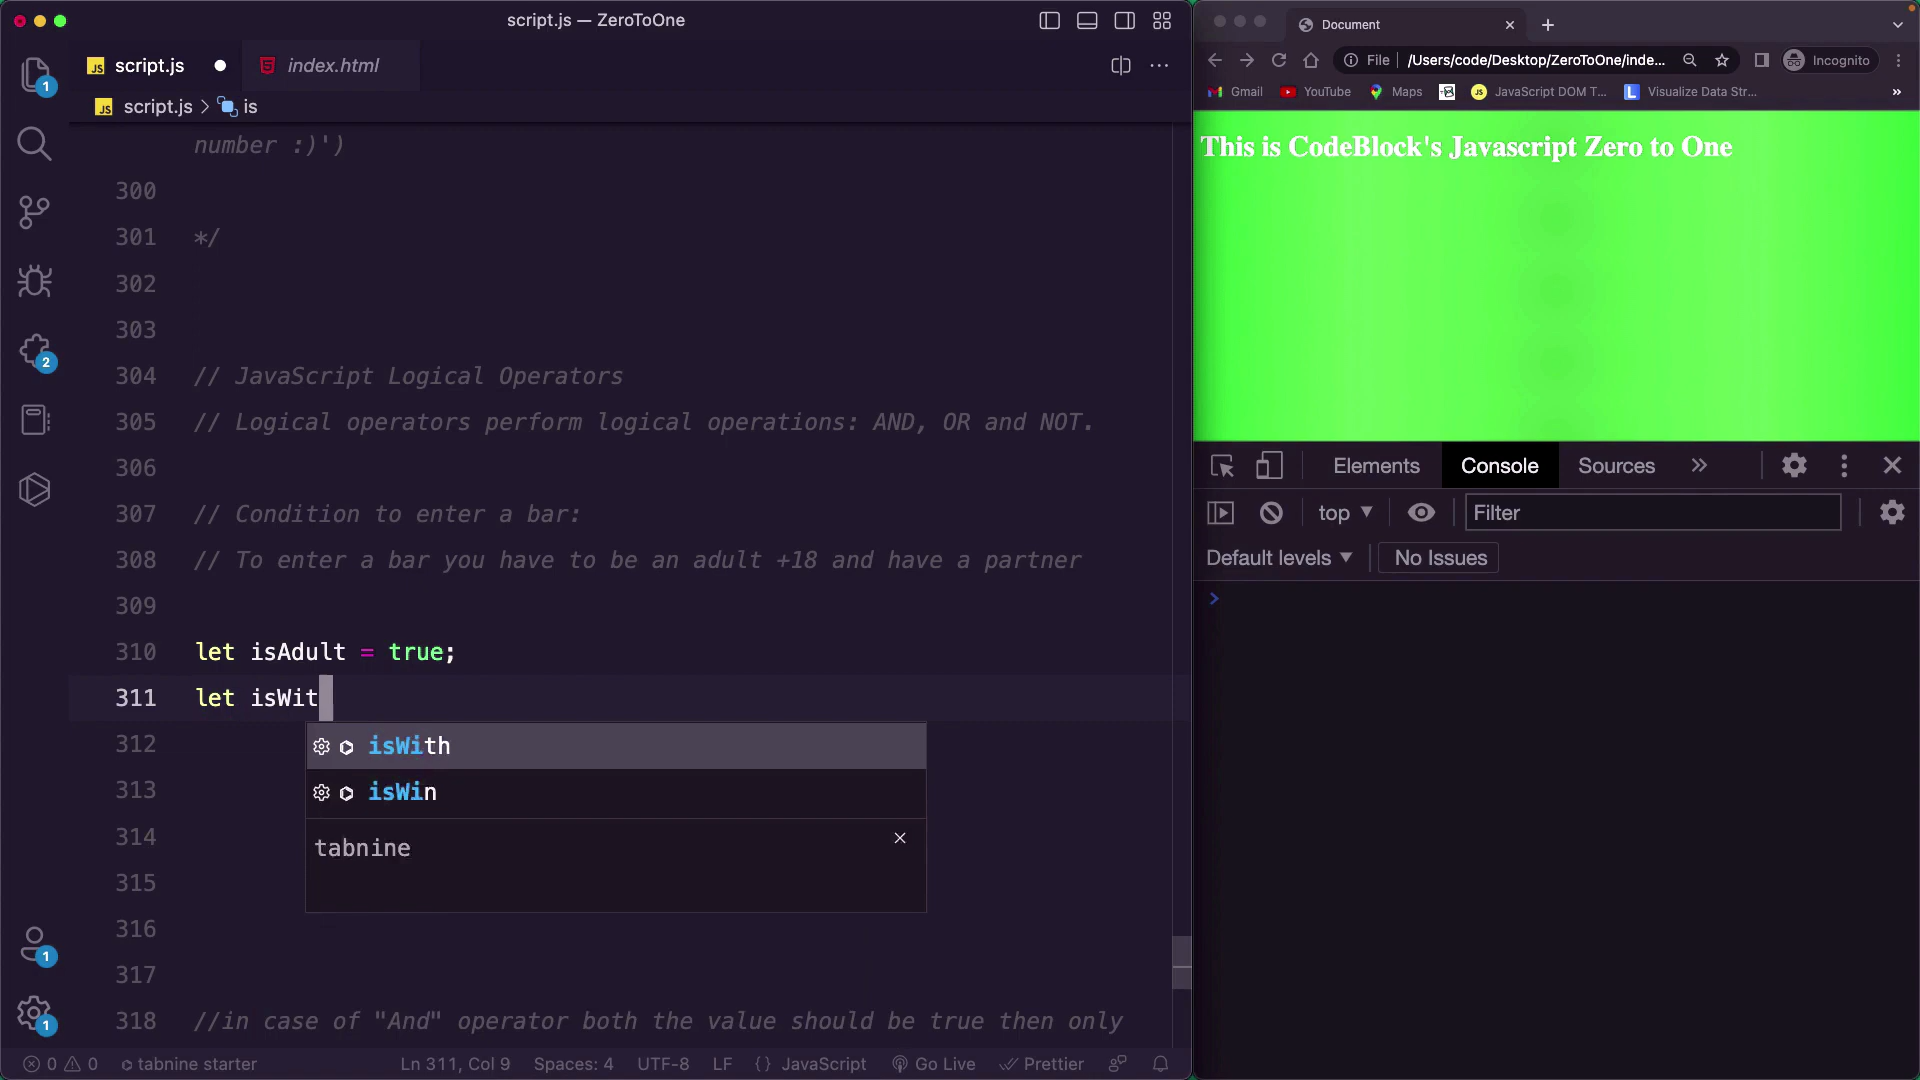 script.js — ZeroToOne
script.js
index.html
script.js > is
number :)')
300
301 */
302
303
304 // JavaScript Logical Operators
305 // Logical operators perform logical operations: AND, OR and NOT.
306
307 // Condition to enter a bar:
308 // To enter a bar you have to be an adult +18 and have a partner
309
310 let isAdult = true;
311 let isWit
312
isWith
313
isWin
314
tabnine
315
316
317
318 //in case of "And" operator both the value should be true then only
1
2
1
1
0 0 tabnine starter Ln 311, Col 9 Spaces: 4 UTF-8 LF {} JavaScript Go Live Prettier
Document
File /Users/code/Desktop/ZeroToOne/inde... Incognito
Gmail YouTube Maps JavaScript DOM T... Visualize Data Str... »
This is CodeBlock's Javascript Zero to One
Elements Console Sources »
top Filter
Default levels No Issues
>